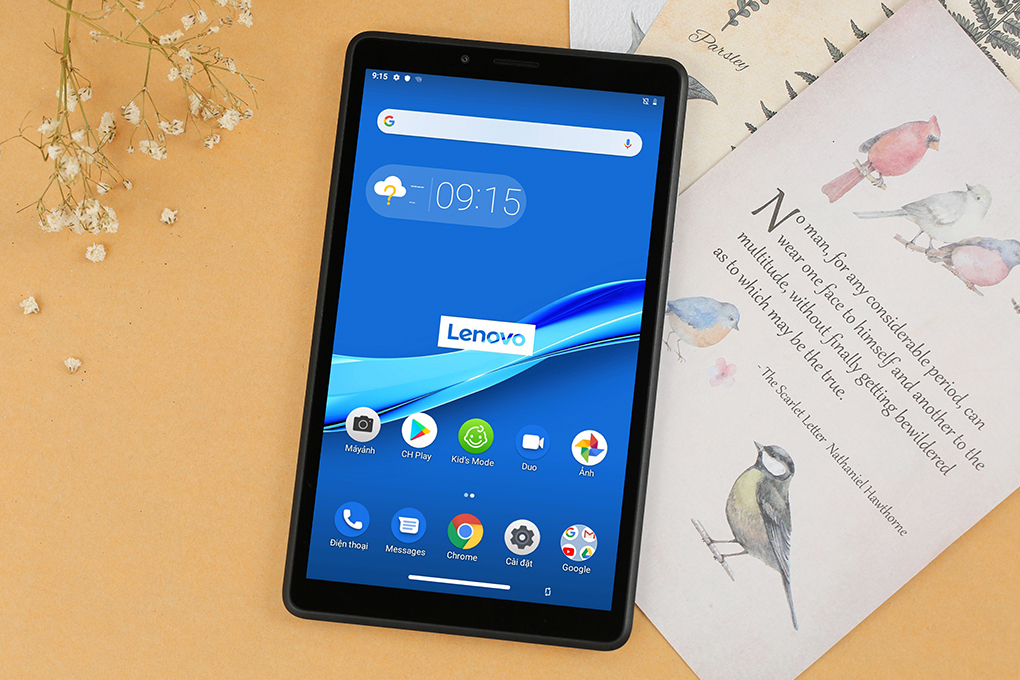 9:15
09:15
Lenovo
Máy ảnh
CH Play
Kid's Mode
Duo
Ảnh
Điện thoại
Messages
Chrome
Cài đặt
Google
Parsley
No man, for any considerable period, can
wear one face to himself and another to the
multitude, without finally getting bewildered
as to which may be the true.
-The Scarlet Letter Nathaniel Hawthorne